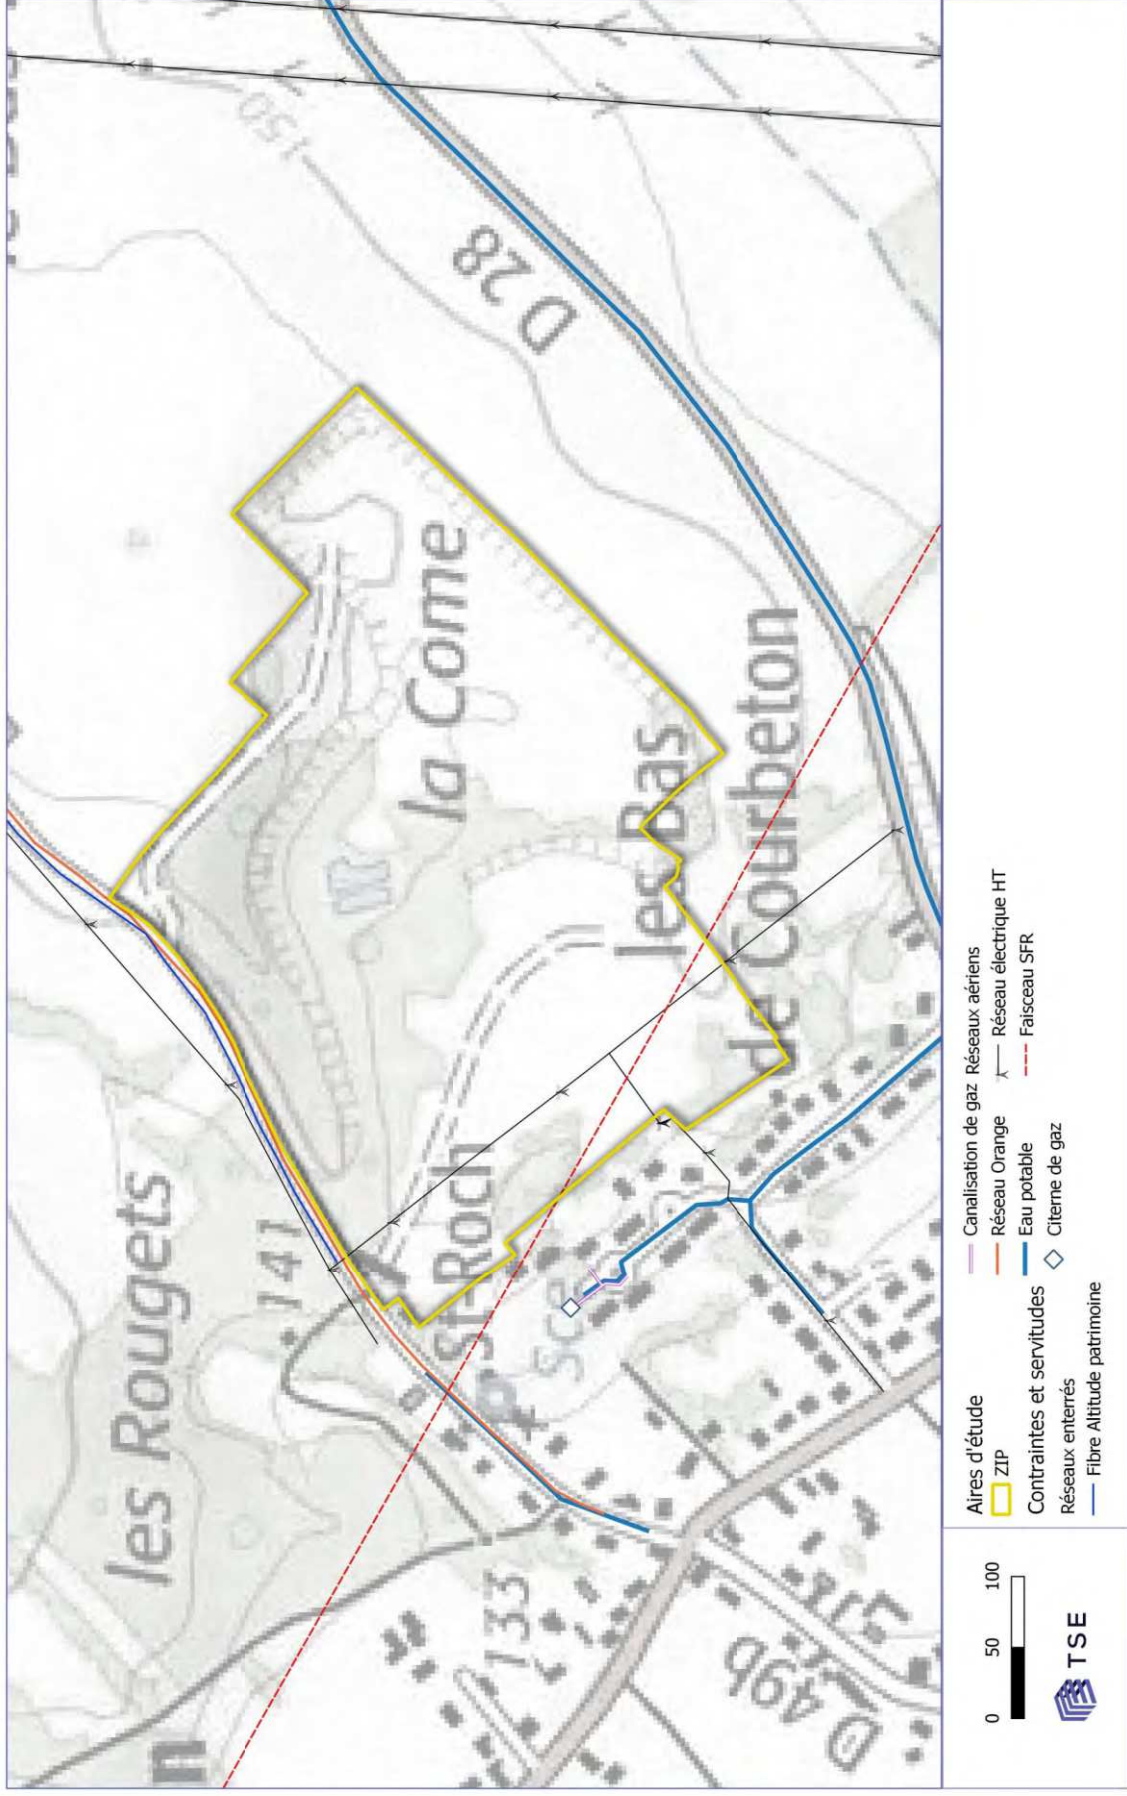 les Rougets
141
150
D 28
la Come
les Bas
de Courbeton
St-Roch
Sce
133
D 49b
n
0 50 100
TSE
Aires d'étude
ZIP
Contraintes et servitudes
Réseaux enterrés
Fibre Altitude patrimoine
Canalisation de gaz
Réseau Orange
Eau potable
Citerne de gaz
Réseaux aériens
Réseau électrique HT
Faisceau SFR